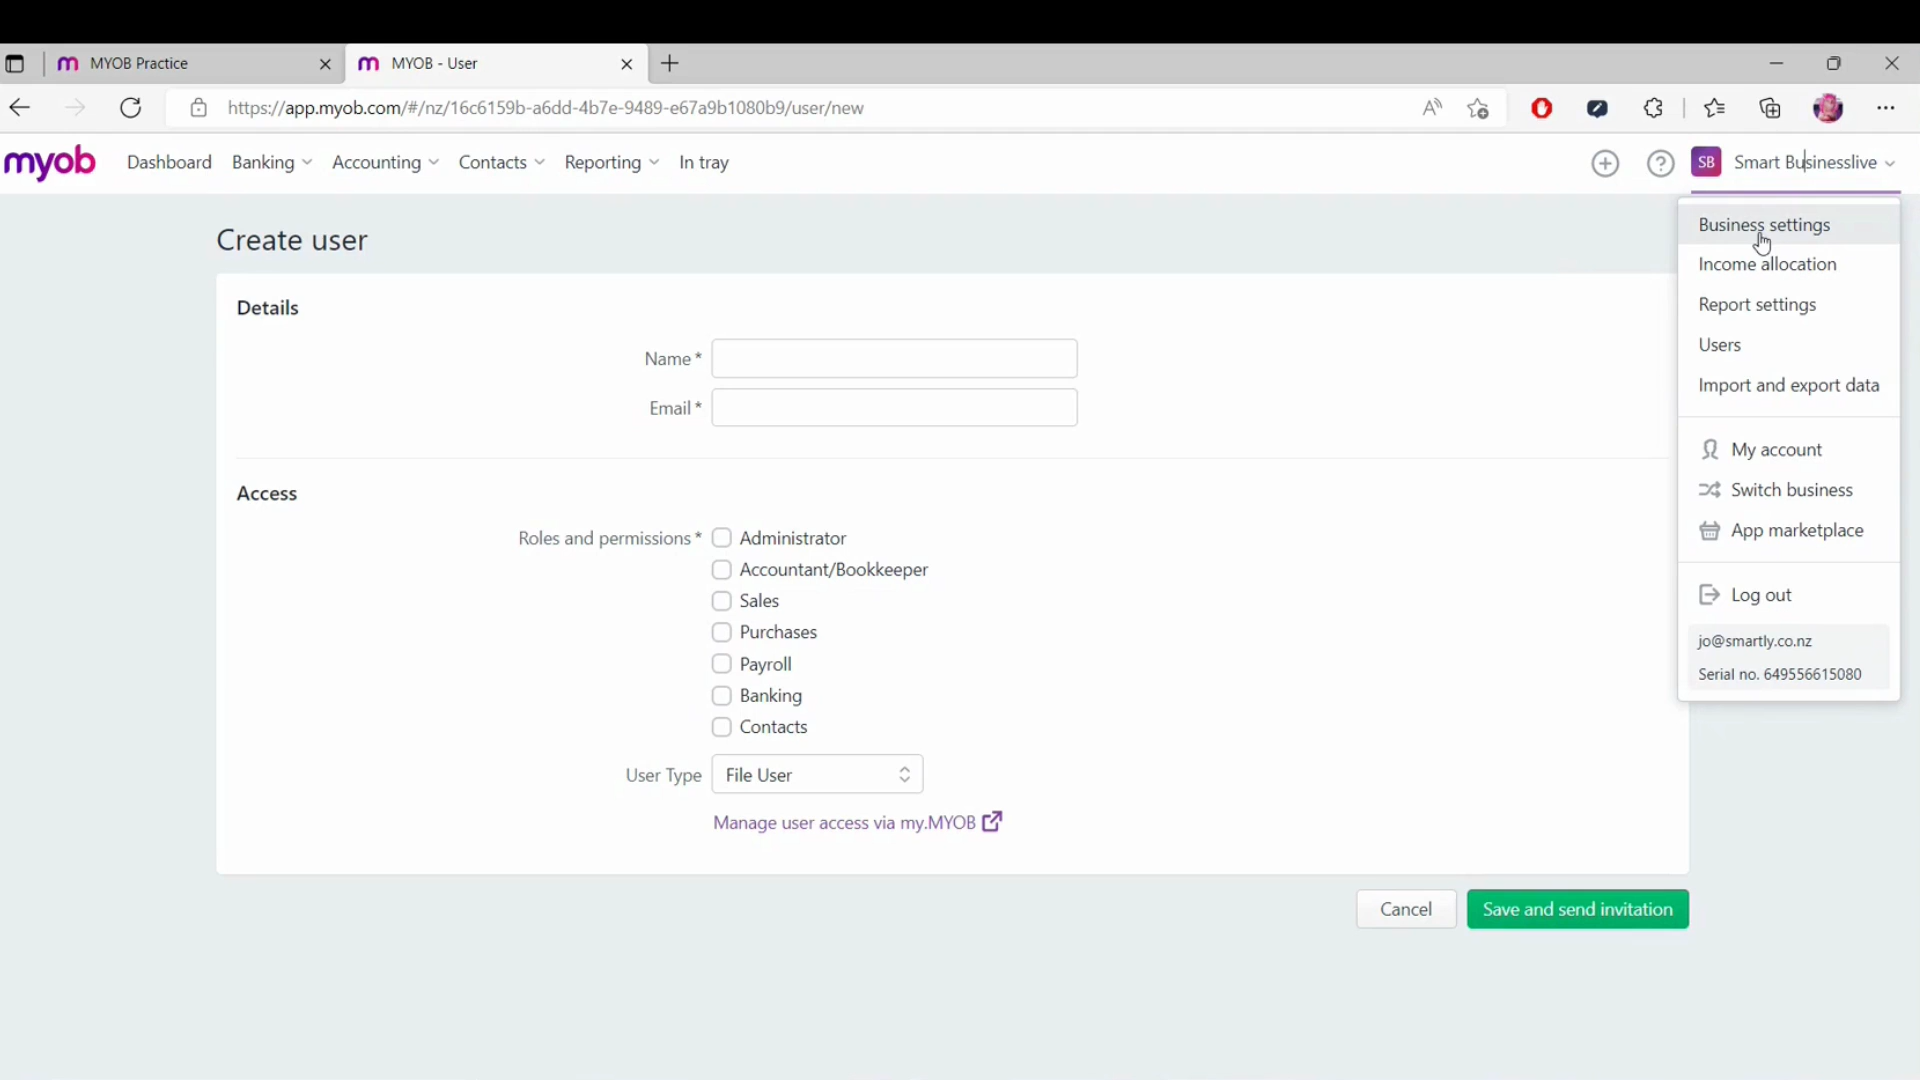 MYOB Practice
MYOB - User
https://app.myob.com/#/nz/16c6159b-a6dd-4b7e-9489-e67a9b1080b9/user/new
myob Dashboard Banking Accounting Contacts Reporting In tray SB Smart Businesslive
Create user
Details
Name *
Email *
Access
Roles and permissions * Administrator
Accountant/Bookkeeper
Sales
Purchases
Payroll
Banking
Contacts
User Type File User
Manage user access via my.MYOB
Cancel Save and send invitation
Business settings
Income allocation
Report settings
Users
Import and export data
My account
Switch business
App marketplace
Log out
jo@smartly.co.nz
Serial no. 649556615080